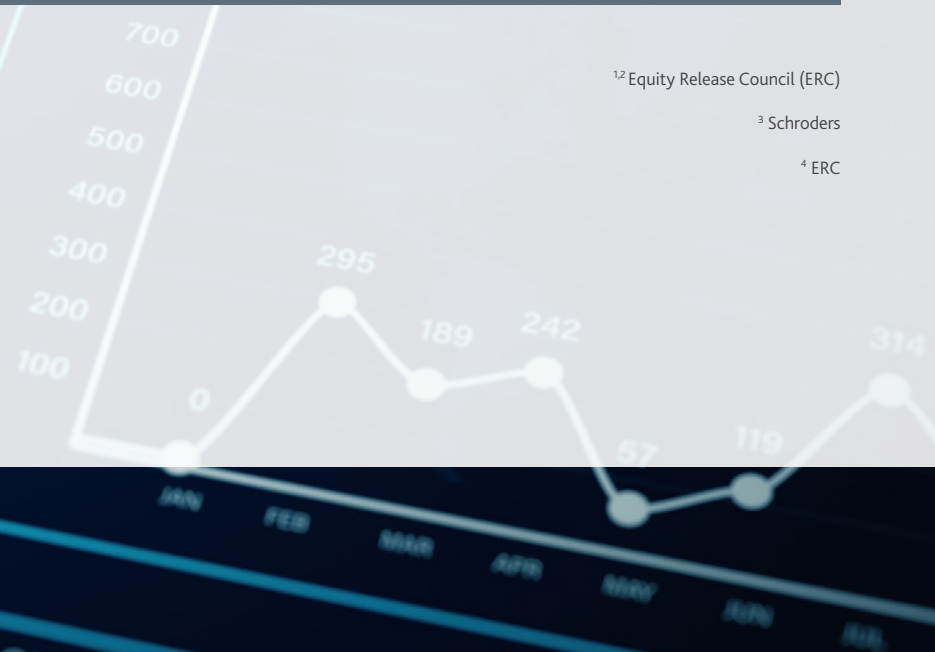 700
600
500
400
300
200
100
1,2 Equity Release Council (ERC)
3 Schroders
4 ERC
0
295
189
242
57
119
314
JAN
FEB
MAR
APR
MAY
JUN
JUL